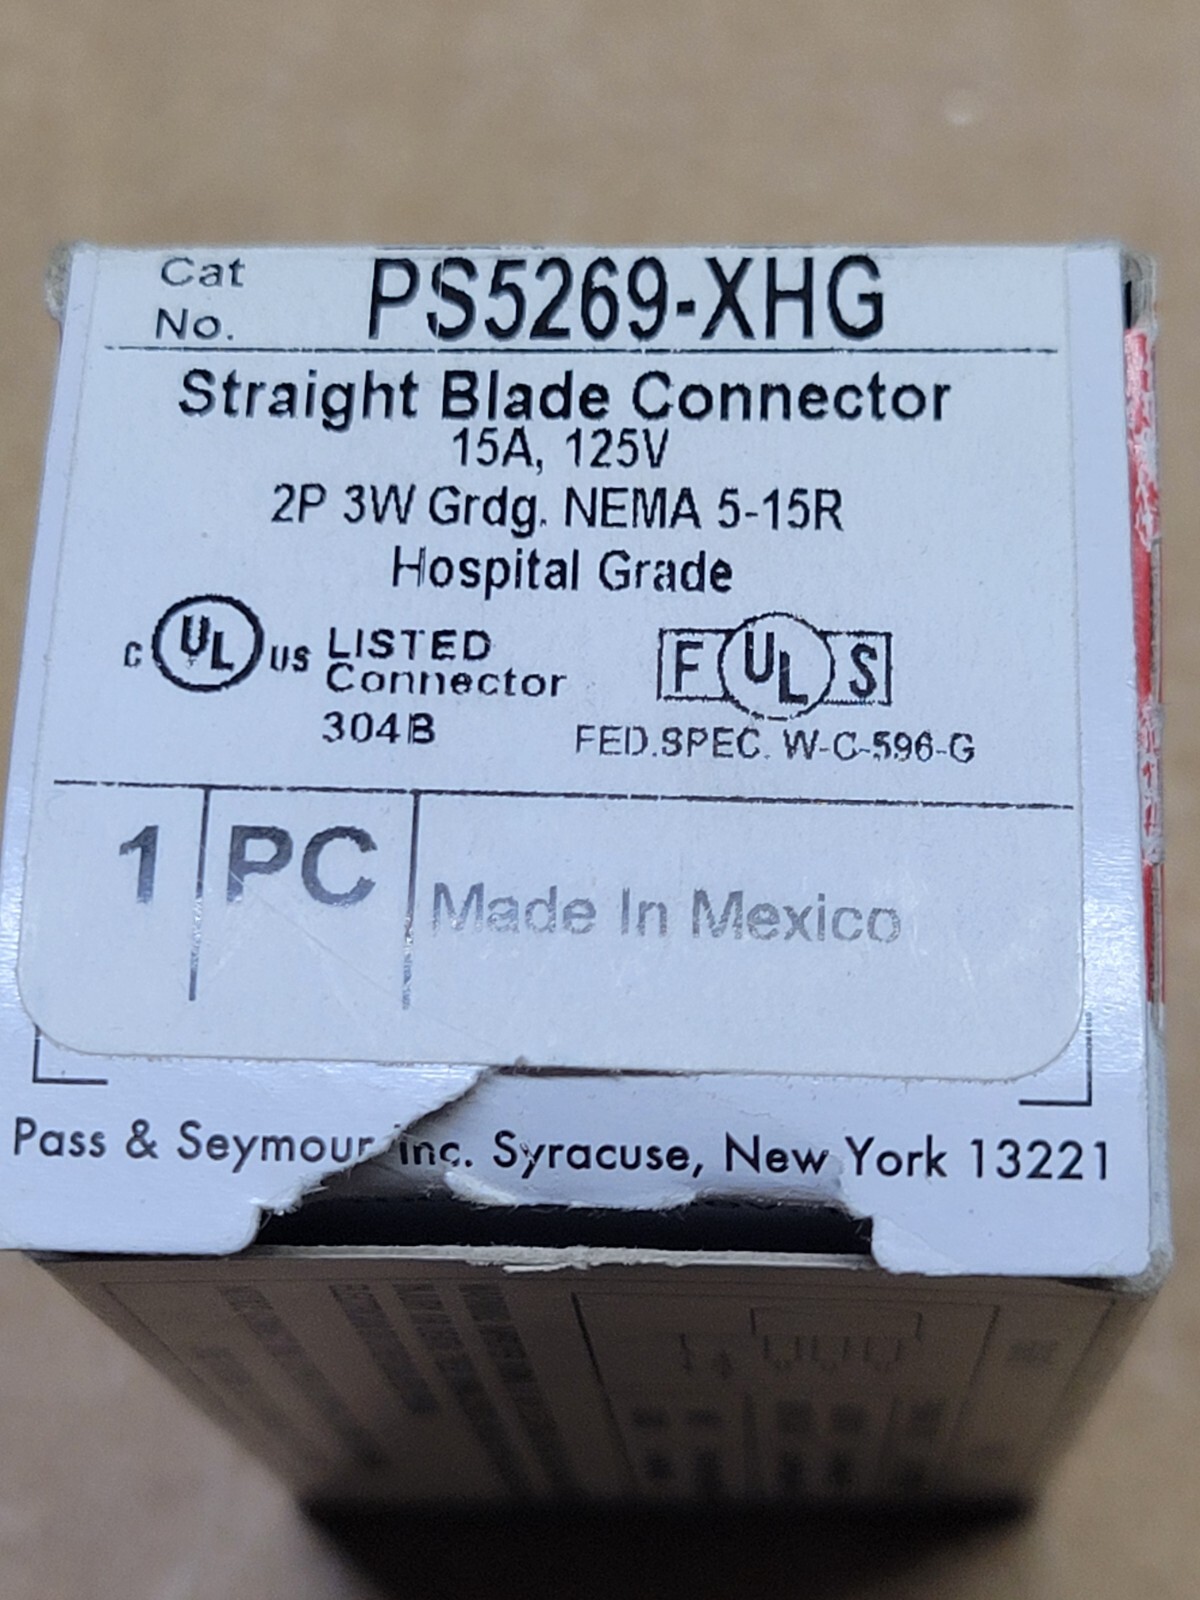 Cat No. PS5269-XHG
Straight Blade Connector
15A, 125V
2P 3W Grdg. NEMA 5-15R
Hospital Grade
C UL US LISTED
Connector
304B
F UL S
FED.SPEC. W-C-596-G
1 PC Made In Mexico
Pass & Seymour Inc. Syracuse, New York 13221